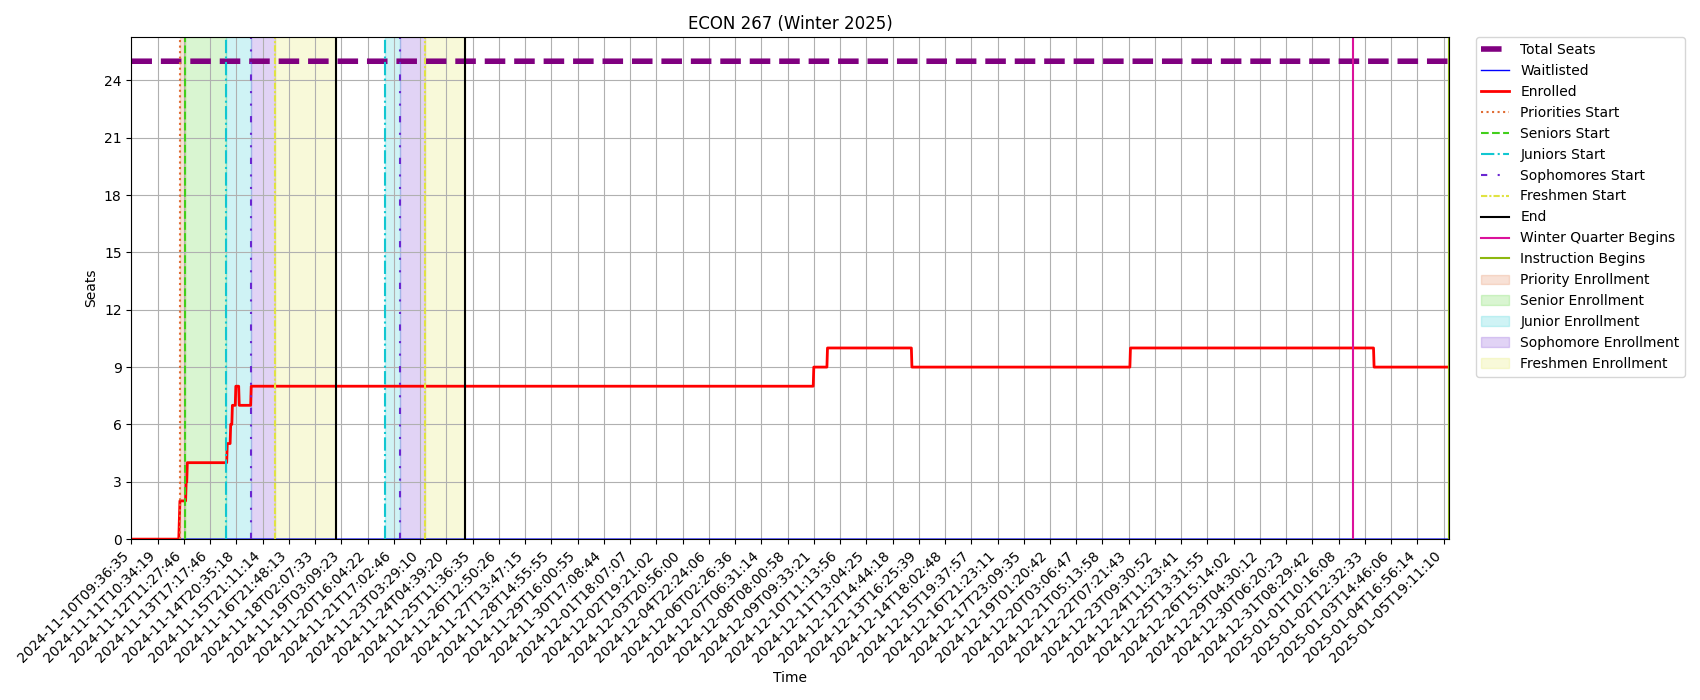 ECON 267 (Winter 2025)
Seats
24
21
18
15
12
9
6
3
0
2024-11-10T09:36:35
2024-11-11T10:34:19
2024-11-12T11:27:46
2024-11-13T17:17:46
2024-11-14T20:35:18
2024-11-15T21:11:14
2024-11-16T21:48:13
2024-11-18T02:07:33
2024-11-19T03:09:23
2024-11-20T16:04:22
2024-11-21T17:02:46
2024-11-23T03:29:10
2024-11-24T04:39:20
2024-11-25T11:36:35
2024-11-26T12:50:26
2024-11-27T13:47:15
2024-11-28T14:55:55
2024-11-29T16:00:55
2024-11-30T17:08:44
2024-12-01T18:07:07
2024-12-02T19:21:02
2024-12-03T20:56:00
2024-12-04T22:24:06
2024-12-06T02:26:30
2024-12-07T06:31:14
2024-12-08T08:00:58
2024-12-09T09:33:21
2024-12-10T11:13:56
2024-12-11T13:04:25
2024-12-12T14:44:18
2024-12-13T16:25:39
2024-12-14T18:02:48
2024-12-15T19:37:57
2024-12-16T21:23:11
2024-12-17T23:09:35
2024-12-19T01:20:42
2024-12-20T03:06:47
2024-12-21T05:13:58
2024-12-22T07:21:43
2024-12-23T09:30:52
2024-12-24T11:23:41
2024-12-25T13:31:55
2024-12-26T15:14:02
2024-12-29T04:30:12
2024-12-30T06:20:23
2024-12-31T08:29:42
2025-01-01T10:16:08
2025-01-02T12:32:33
2025-01-03T14:46:06
2025-01-04T16:56:14
2025-01-05T19:11:10
Time
Total Seats
Waitlisted
Enrolled
Priorities Start
Seniors Start
Juniors Start
Sophomores Start
Freshmen Start
End
Winter Quarter Begins
Instruction Begins
Priority Enrollment
Senior Enrollment
Junior Enrollment
Sophomore Enrollment
Freshmen Enrollment